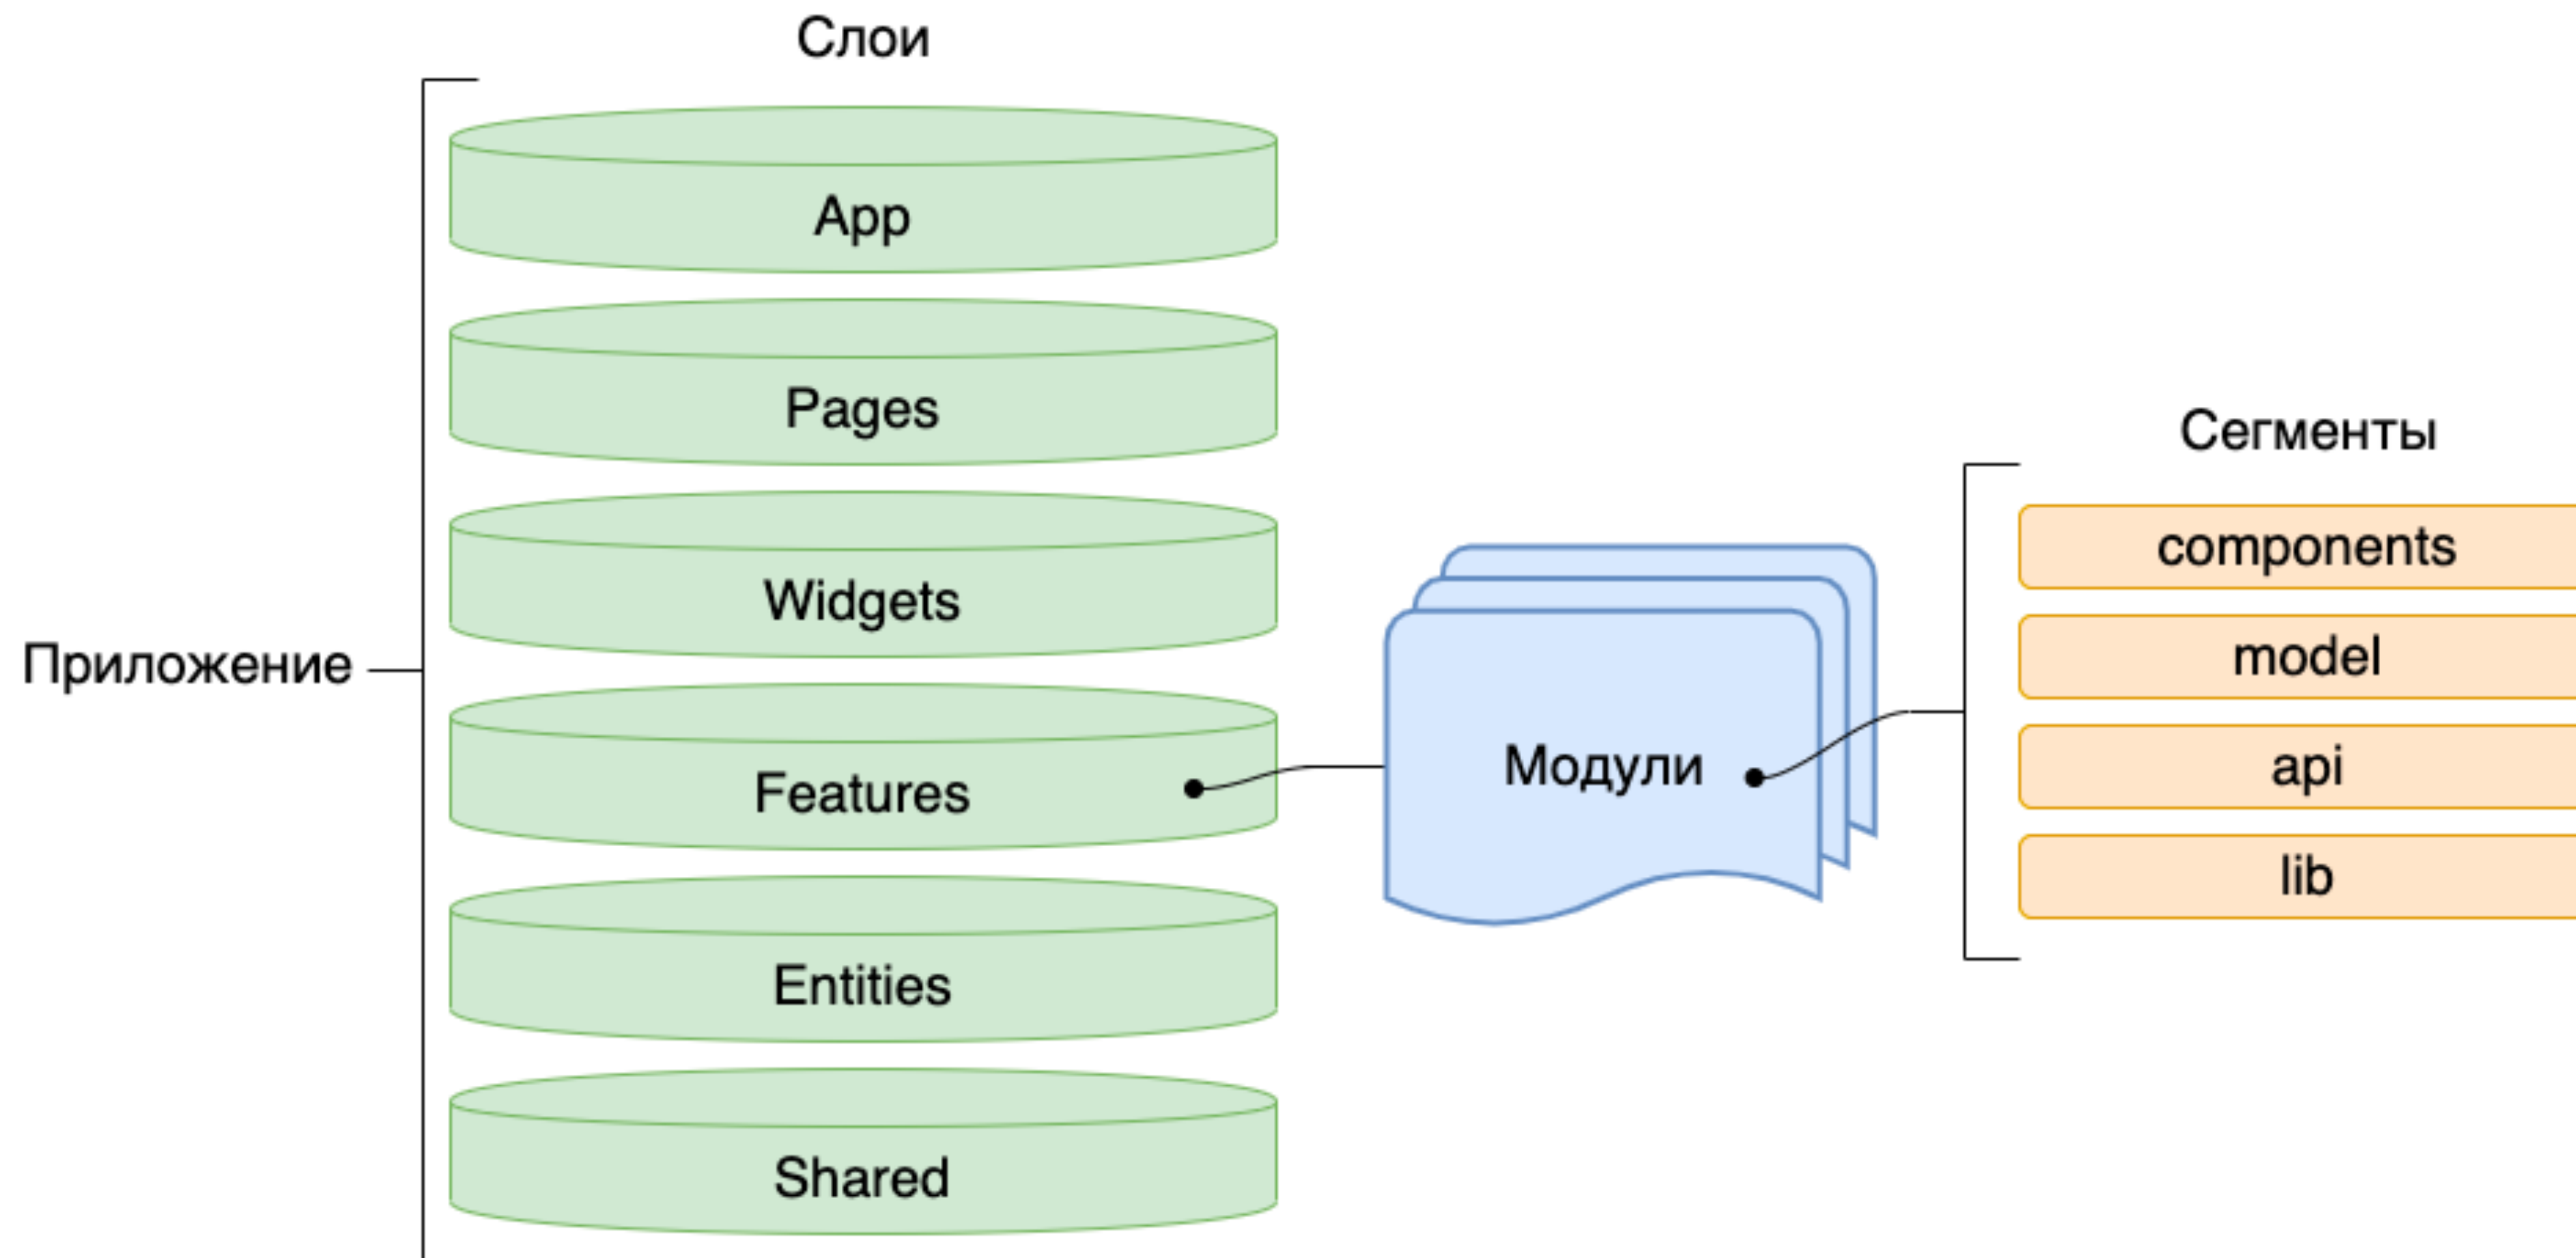 Слои
App
Pages
Widgets
Приложение
Features
Entities
Shared
Модули
Сегменты
components
model
api
lib